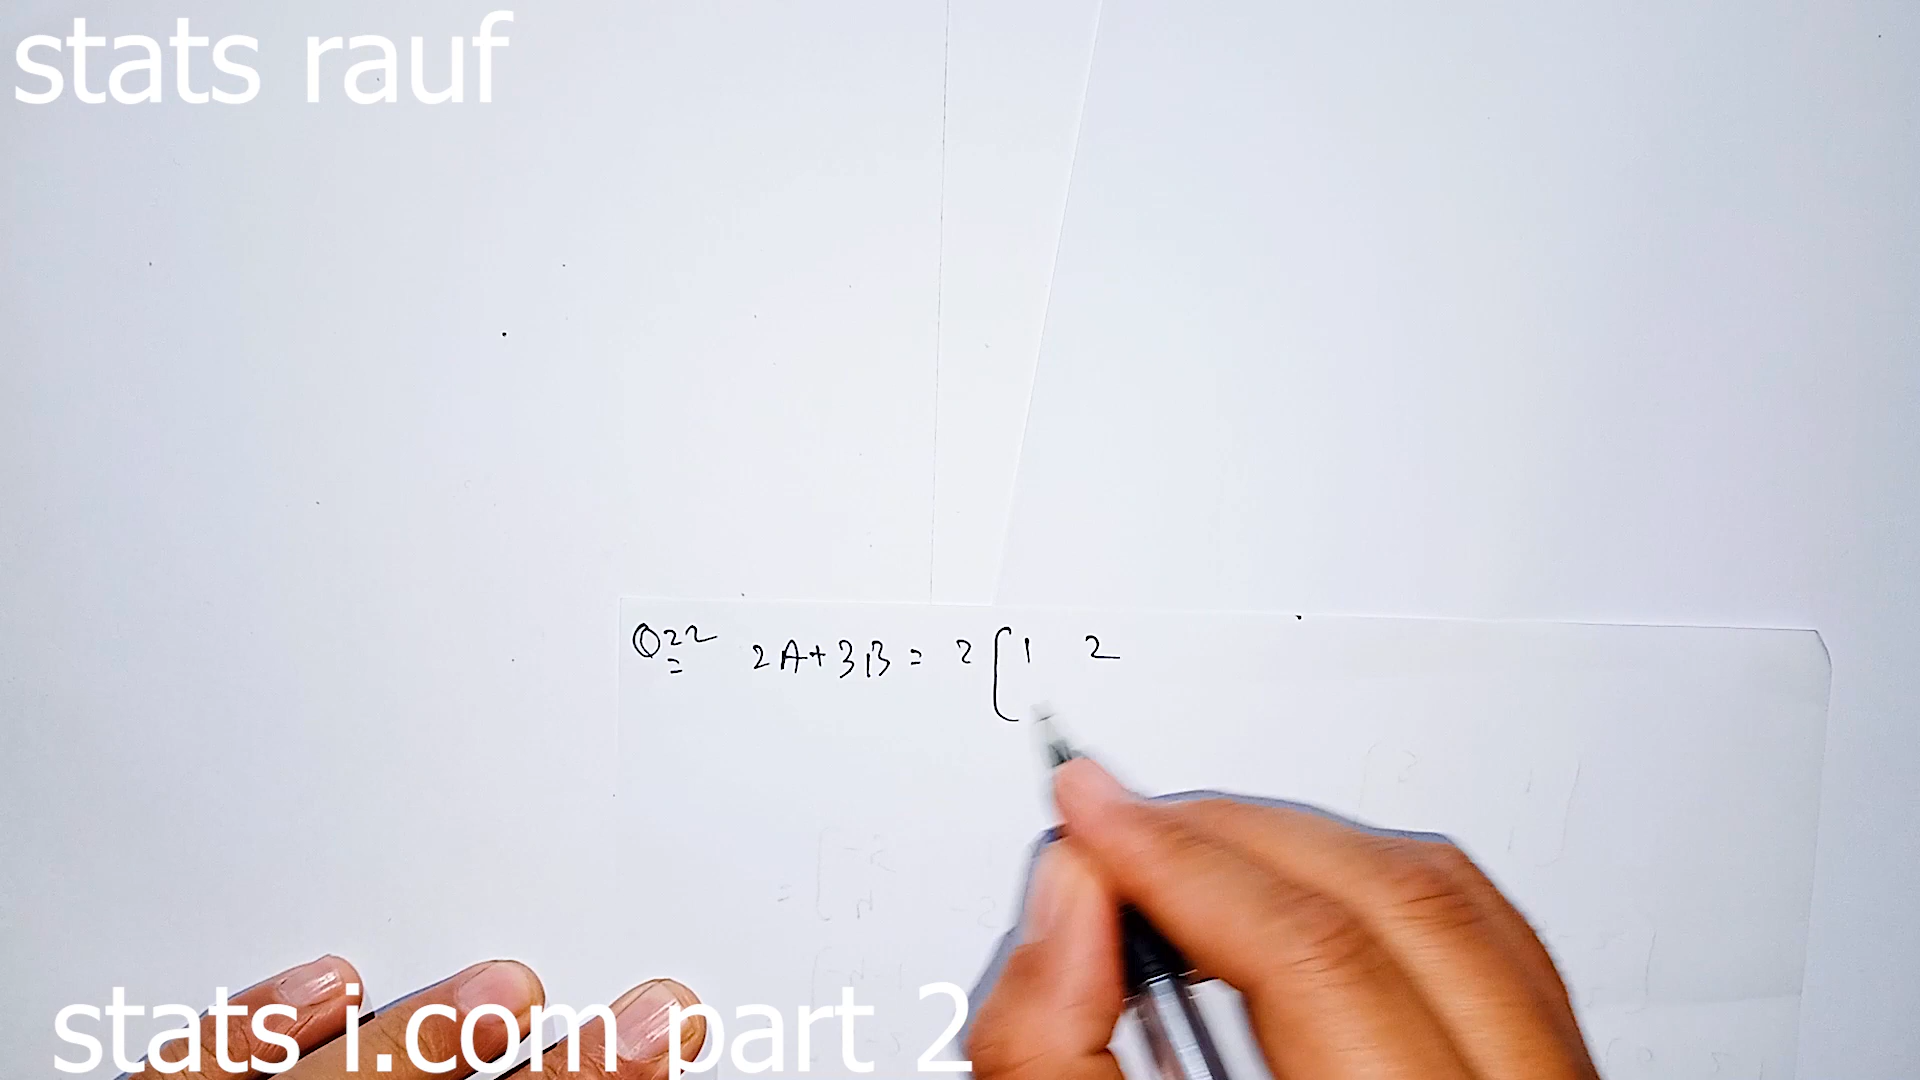 stats rauf
Q22 2A+3B = 2[1 2
stats i.com part 2